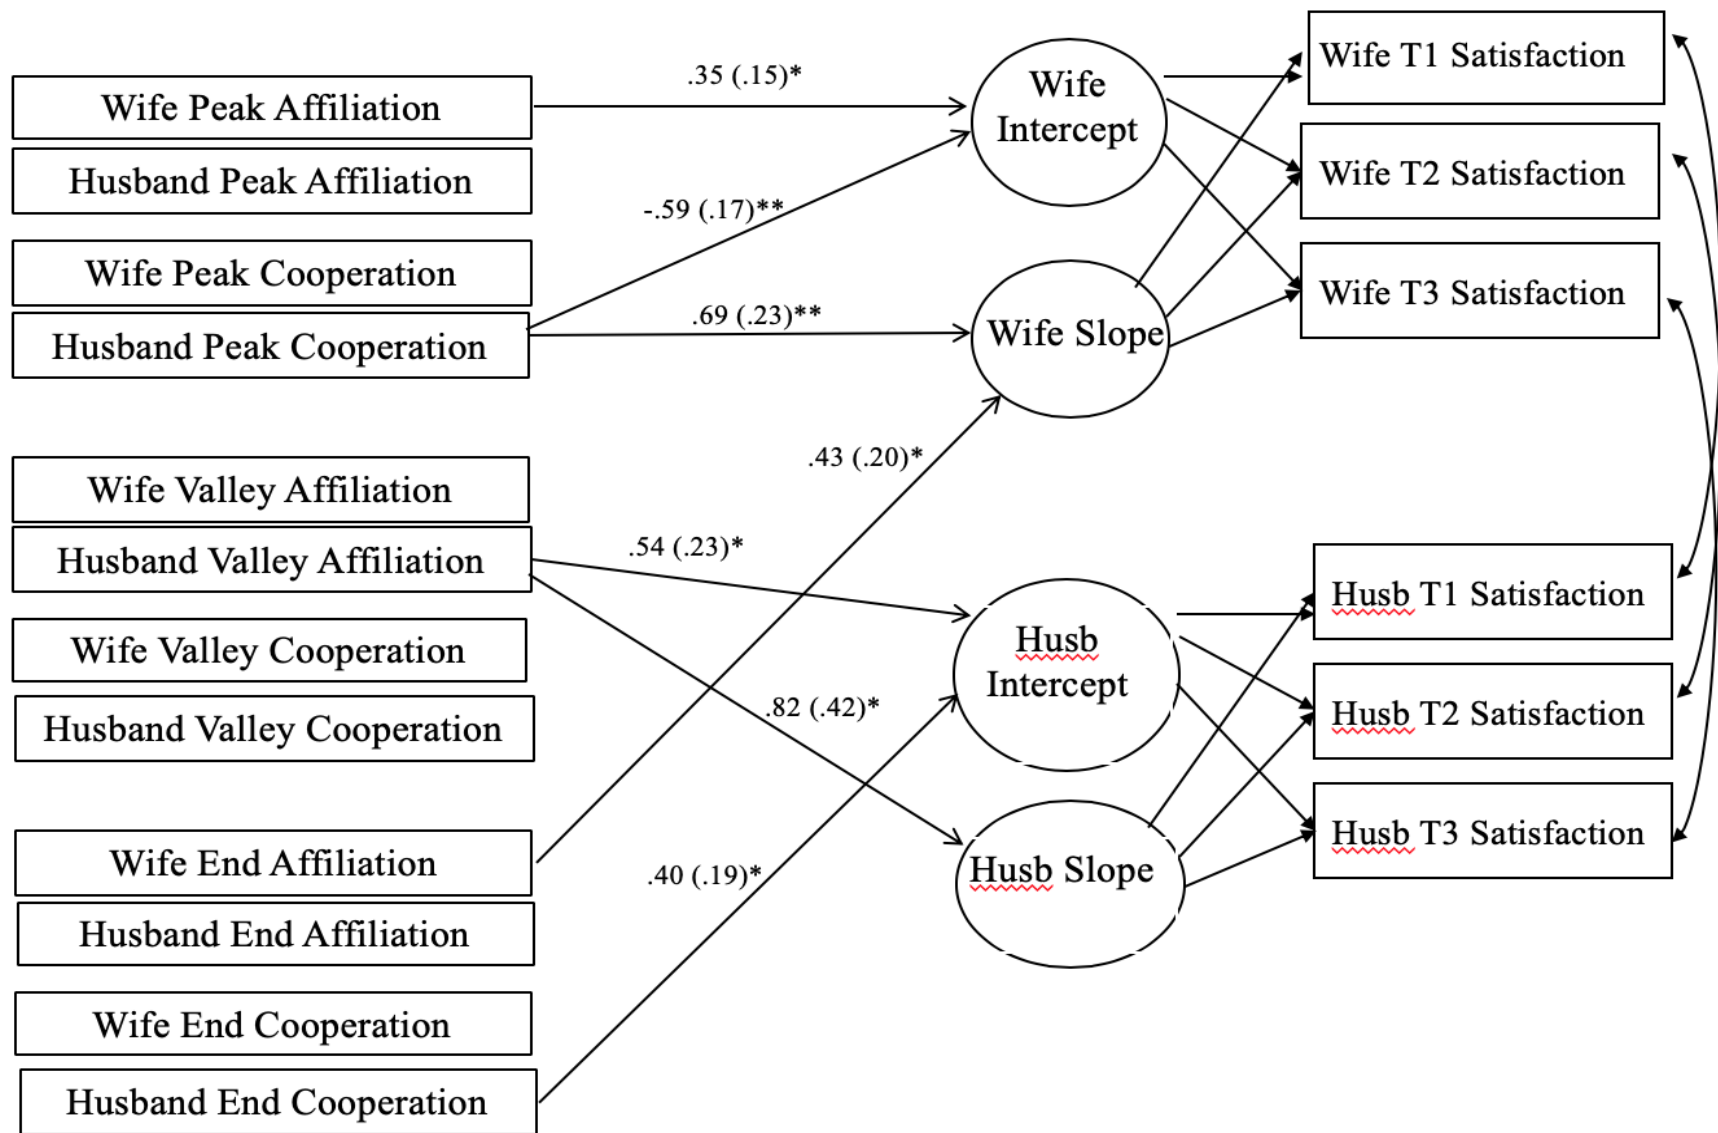 Wife Peak Affiliation
Husband Peak Affiliation
Wife Peak Cooperation
Husband Peak Cooperation
Wife Valley Affiliation
Husband Valley Affiliation
Wife Valley Cooperation
Husband Valley Cooperation
Wife End Affiliation
Husband End Affiliation
Wife End Cooperation
Husband End Cooperation
.35 (.15)*
-.59 (.17)**
.69 (.23)**
.43 (.20)*
.54 (.23)*
.82 (.42)*
.40 (.19)*
Wife
Intercept
Wife Slope
Husb
Intercept
Husb Slope
Wife T1 Satisfaction
Wife T2 Satisfaction
Wife T3 Satisfaction
Husb T1 Satisfaction
Husb T2 Satisfaction
Husb T3 Satisfaction